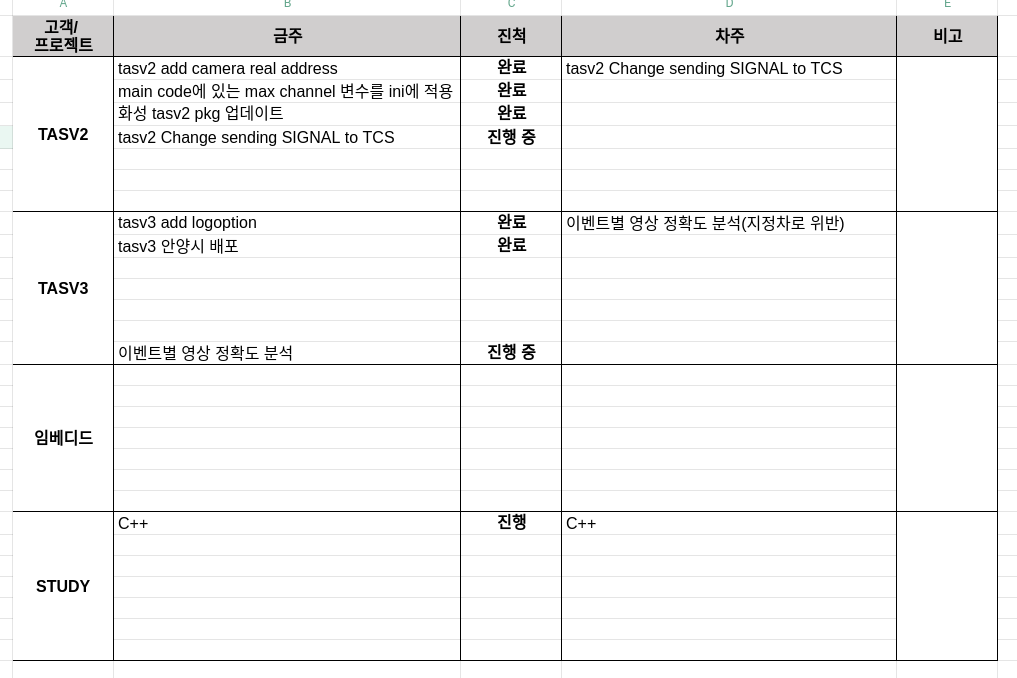 A B C D E
고객/
프로젝트 금주 진척 차주 비고
tasv2 add camera real address 완료 tasv2 Change sending SIGNAL to TCS
main code에 있는 max channel 변수를 ini에 적용 완료
화성 tasv2 pkg 업데이트 완료
TASV2
tasv2 Change sending SIGNAL to TCS 진행 중
tasv3 add logoption 완료 이벤트별 영상 정확도 분석(지정차로 위반)
tasv3 안양시 배포 완료
TASV3
이벤트별 영상 정확도 분석 진행 중
임베디드
C++ 진행 C++
STUDY